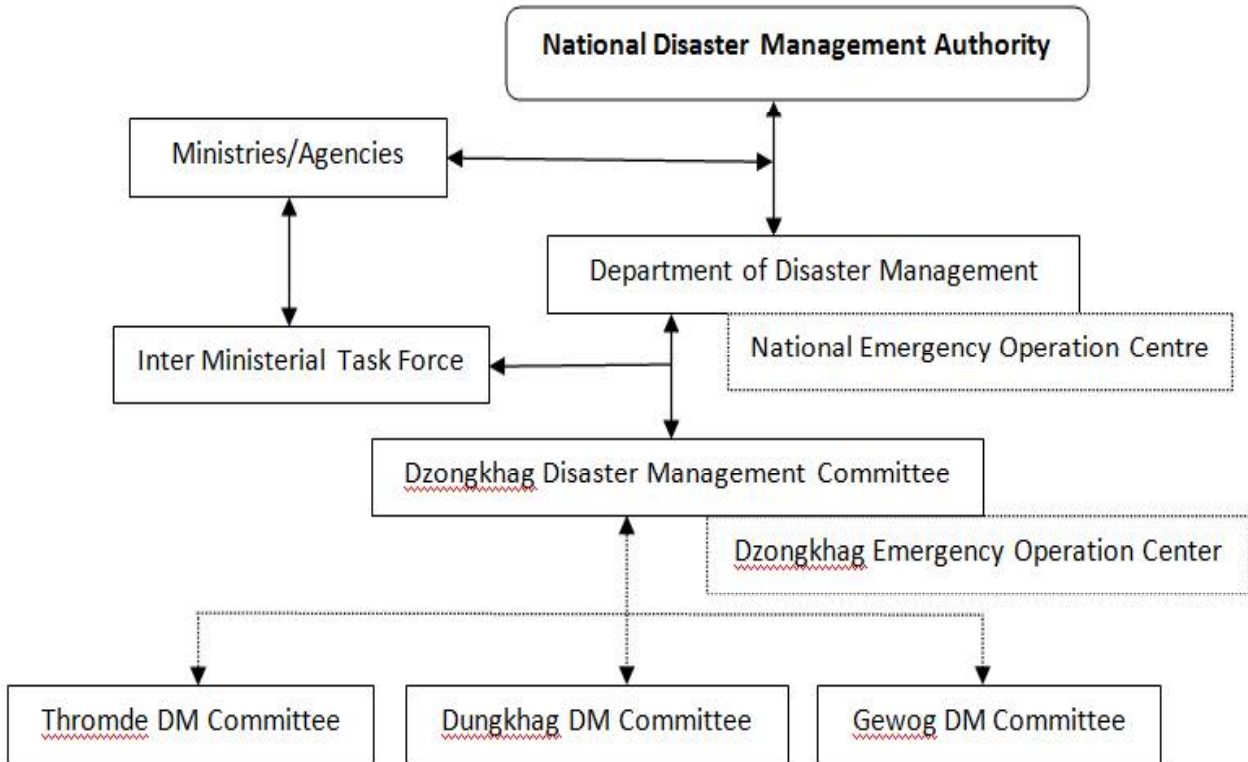 National Disaster Management Authority
Ministries/Agencies
Department of Disaster Management
National Emergency Operation Centre
Inter Ministerial Task Force
Dzongkhag Disaster Management Committee
Dzongkhag Emergency Operation Center
Thromde DM Committee
Dungkhag DM Committee
Gewog DM Committee